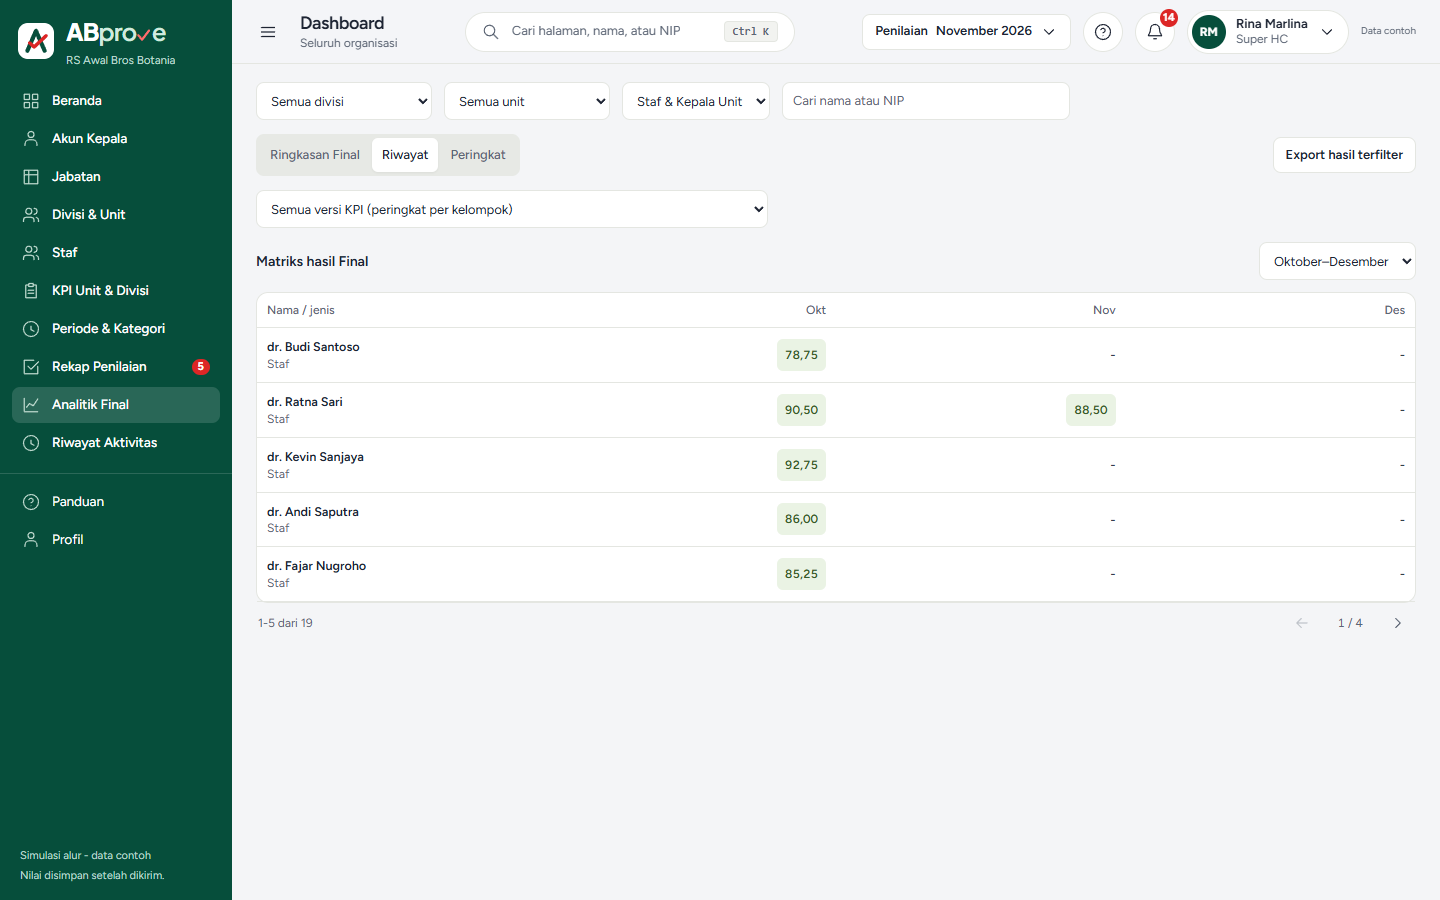 ABprove
RS Awal Bros Botania
Beranda
Akun Kepala
Jabatan
Divisi & Unit
Staf
KPI Unit & Divisi
Periode & Kategori
Rekap Penilaian 5
Analitik Final
Riwayat Aktivitas
Panduan
Profil
Simulasi alur - data contoh
Nilai disimpan setelah dikirim.
Dashboard
Seluruh organisasi
Cari halaman, nama, atau NIP Ctrl K
Penilaian November 2026
14
RM
Rina Marlina
Super HC
Data contoh
Semua divisi
Semua unit
Staf & Kepala Unit
Cari nama atau NIP
Ringkasan Final Riwayat Peringkat
Export hasil terfilter
Semua versi KPI (peringkat per kelompok)
Matriks hasil Final
Oktober–Desember
Nama / jenis Okt Nov Des
dr. Budi Santoso
Staf
78,75 - -
dr. Ratna Sari
Staf
90,50 88,50 -
dr. Kevin Sanjaya
Staf
92,75 - -
dr. Andi Saputra
Staf
86,00 - -
dr. Fajar Nugroho
Staf
85,25 - -
1-5 dari 19
1 / 4